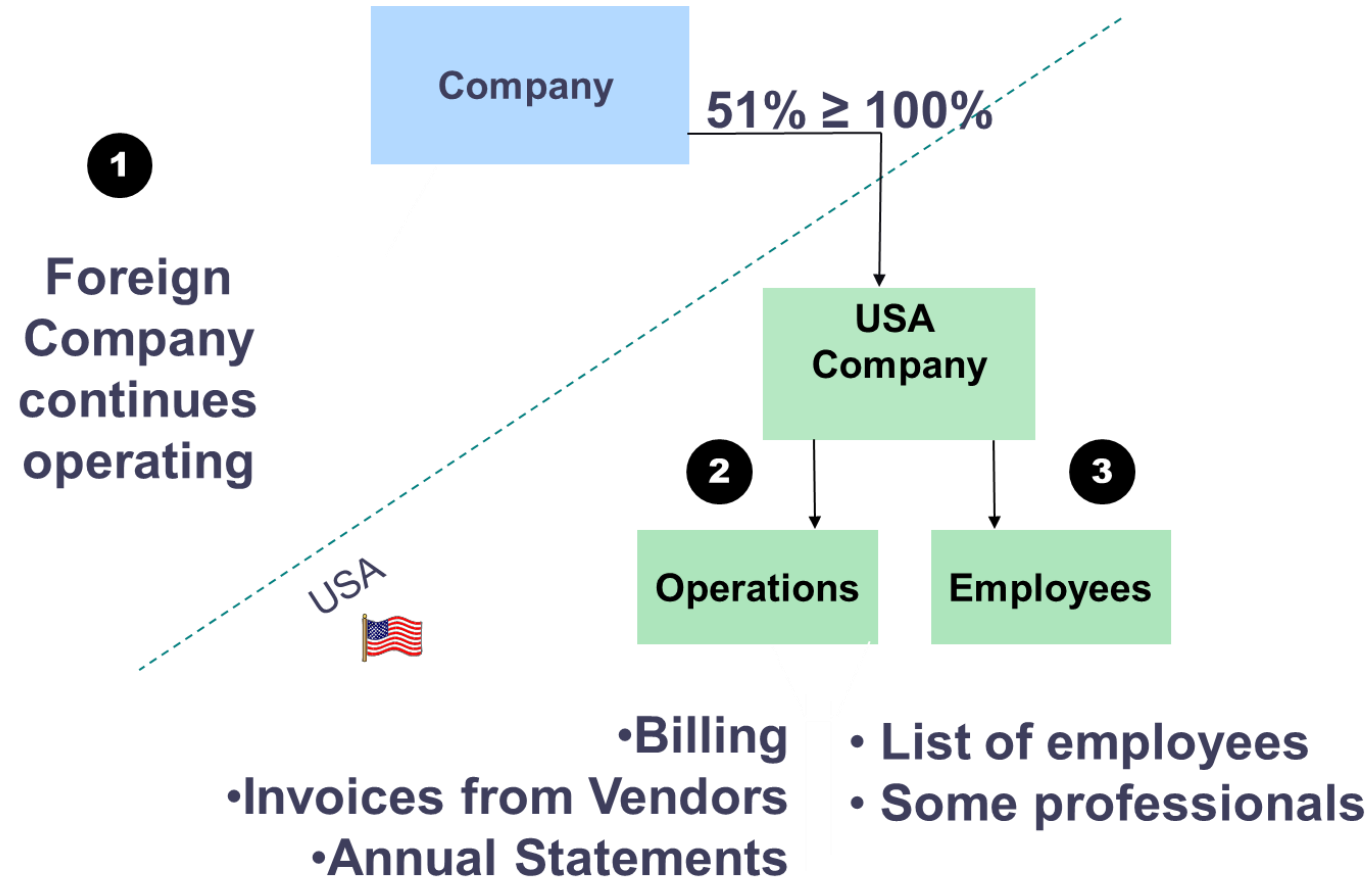 Company
51% ≥ 100%
1
Foreign
Company
continues
operating
USA
Company
2
3
Operations
Employees
USA
•Billing
•Invoices from Vendors
•Annual Statements
• List of employees
• Some professionals